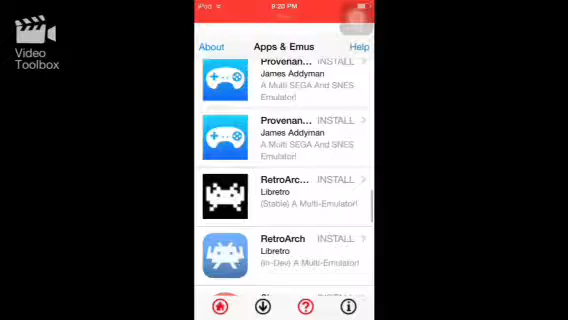 iPod
9:20 PM
Video
Toolbox
About
Apps & Emus
Help
Provenan...
INSTALL
James Addyman
A Multi SEGA And SNES
Emulator!
Provenan...
INSTALL
James Addyman
A Multi SEGA And SNES
Emulator!
RetroArc...
INSTALL
Libretro
(Stable) A Multi-Emulator!
RetroArch
INSTALL
Libretro
(In-Dev) A Multi-Emulator!